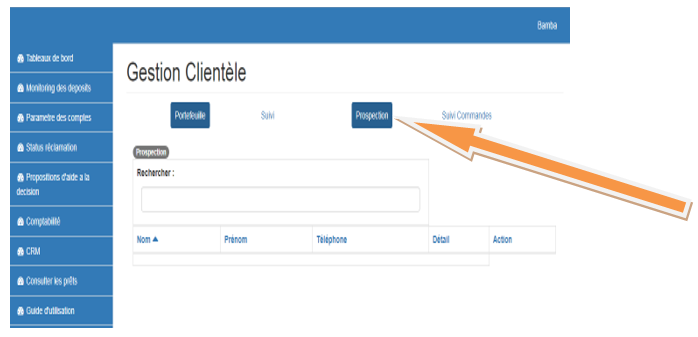 Bamba
Tableaux de bord
Monitoring des deposits
Parametre des comptes
Status réclamation
Propositions d'aide a la
decision
Comptabilité
CRM
Consulter les prêts
Guide d'utilisation
Gestion Clientèle
Portefeuille Suivi Prospection Suivi Commandes
Prospection
Rechercher :
Nom Prénom Téléphone Détail Action